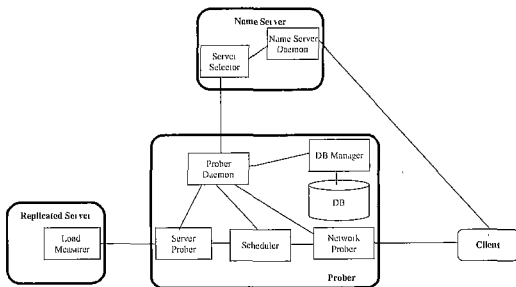 Name Server
Name Server
Daemon
Server
Selector
Prober
Daemon
DB Manager
DB
Replicated Server
Load
Measurer
Server
Prober
Scheduler
Network
Prober
Client
Prober